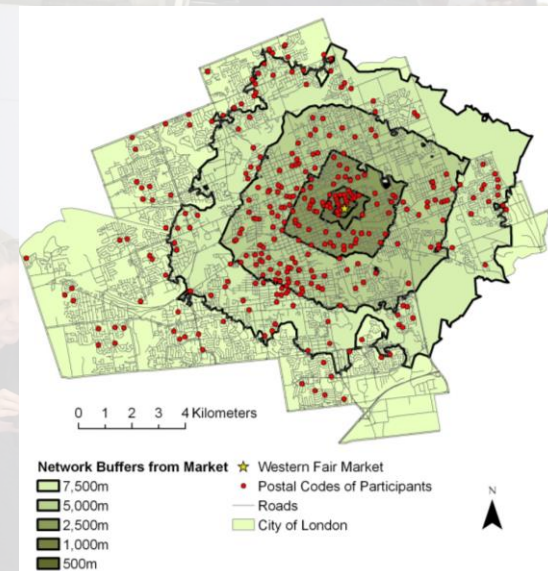 0 1 2 3 4 Kilometers
Network Buffers from Market
7,500m
5,000m
2,500m
1,000m
500m
Western Fair Market
Postal Codes of Participants
Roads
City of London
N